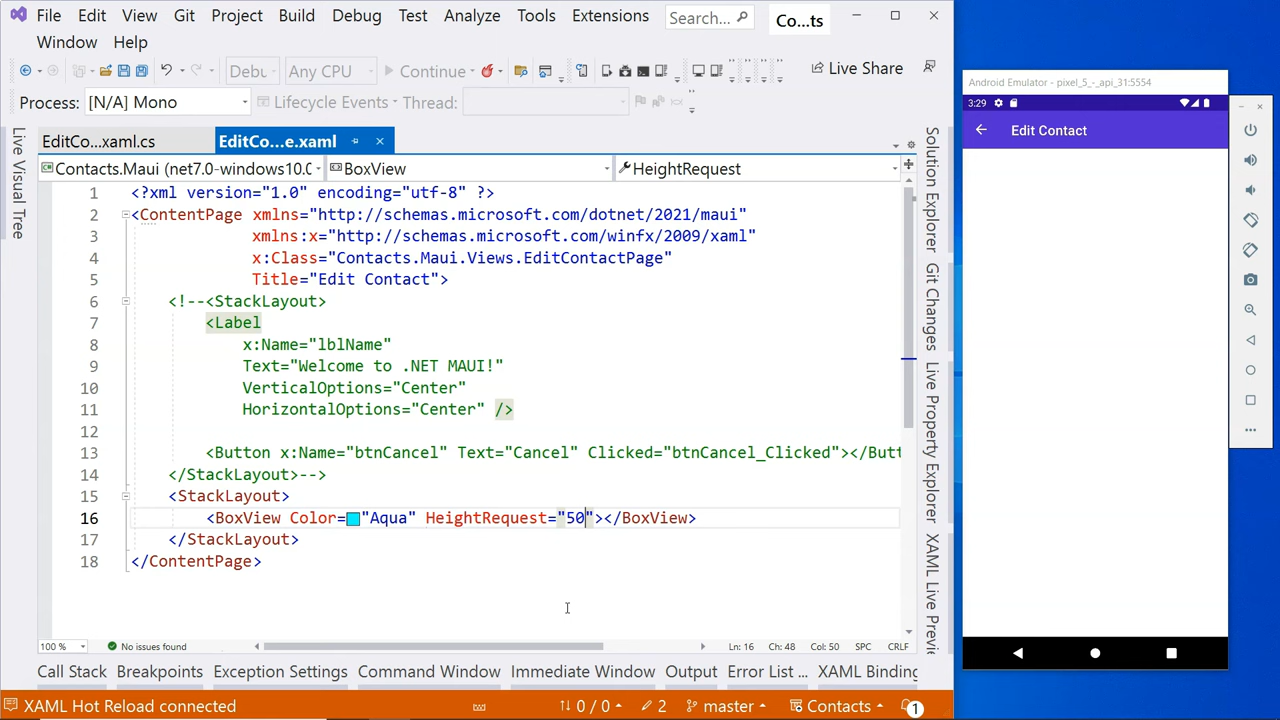 File Edit View Git Project Build Debug Test Analyze Tools Extensions Search... Co...ts
Window Help
Any CPU Continue Live Share
Process: [N/A] Mono Lifecycle Events Thread:
EditCo...xaml.cs EditCo...e.xaml
Contacts.Maui (net7.0-windows10.0 BoxView HeightRequest
1 <?xml version="1.0" encoding="utf-8" ?>
2 <ContentPage xmlns="http://schemas.microsoft.com/dotnet/2021/maui"
3 xmlns:x="http://schemas.microsoft.com/winfx/2009/xaml"
4 x:Class="Contacts.Maui.Views.EditContactPage"
5 Title="Edit Contact">
6 <!--<StackLayout>
7 <Label
8 x:Name="lblName"
9 Text="Welcome to .NET MAUI!"
10 VerticalOptions="Center"
11 HorizontalOptions="Center" />
12
13 <Button x:Name="btnCancel" Text="Cancel" Clicked="btnCancel_Clicked"></Butt
14 </StackLayout>-->
15 <StackLayout>
16 <BoxView Color="Aqua" HeightRequest="50"></BoxView>
17 </StackLayout>
18 </ContentPage>
100 % No issues found Ln: 16 Ch: 48 Col: 50 SPC CRLF
Call Stack Breakpoints Exception Settings Command Window Immediate Window Output Error List ... XAML Binding
XAML Hot Reload connected 0 / 0 2 master Contacts 1
Live Visual Tree
Solution Explorer
Git Changes
Live Property Explorer
XAML Live Previe
Android Emulator - pixel_5_-_api_31:5554
3:29
Edit Contact